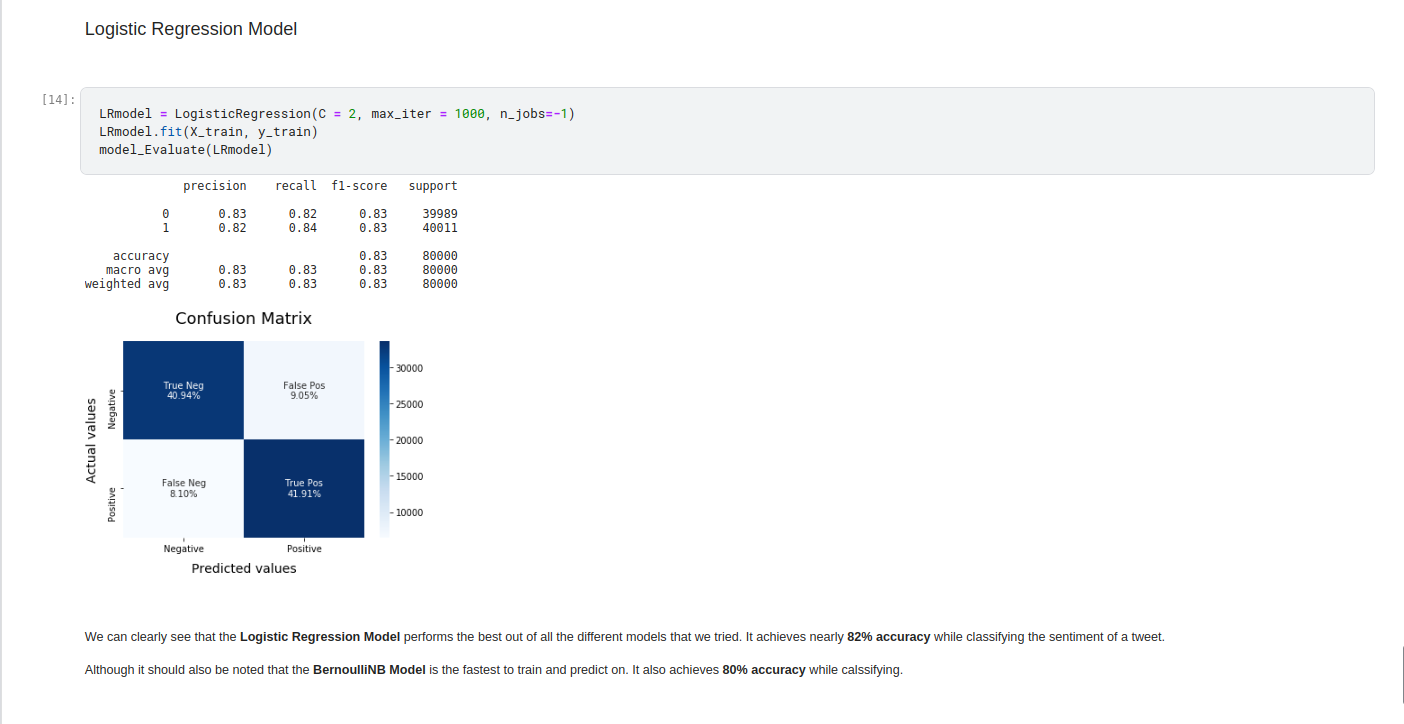 Logistic Regression Model
[14]:
LRmodel = LogisticRegression(C = 2, max_iter = 1000, n_jobs=-1)
LRmodel.fit(X_train, y_train)
model_Evaluate(LRmodel)
precision recall f1-score support
0 0.83 0.82 0.83 39989
1 0.82 0.84 0.83 40011
accuracy 0.83 80000
macro avg 0.83 0.83 0.83 80000
weighted avg 0.83 0.83 0.83 80000
Confusion Matrix
True Neg
40.94%
False Pos
9.05%
False Neg
8.10%
True Pos
41.91%
Actual values
Negative
Positive
Negative
Positive
Predicted values
30000
25000
20000
15000
10000
We can clearly see that the Logistic Regression Model performs the best out of all the different models that we tried. It achieves nearly 82% accuracy while classifying the sentiment of a tweet.
Although it should also be noted that the BernoulliNB Model is the fastest to train and predict on. It also achieves 80% accuracy while calssifying.